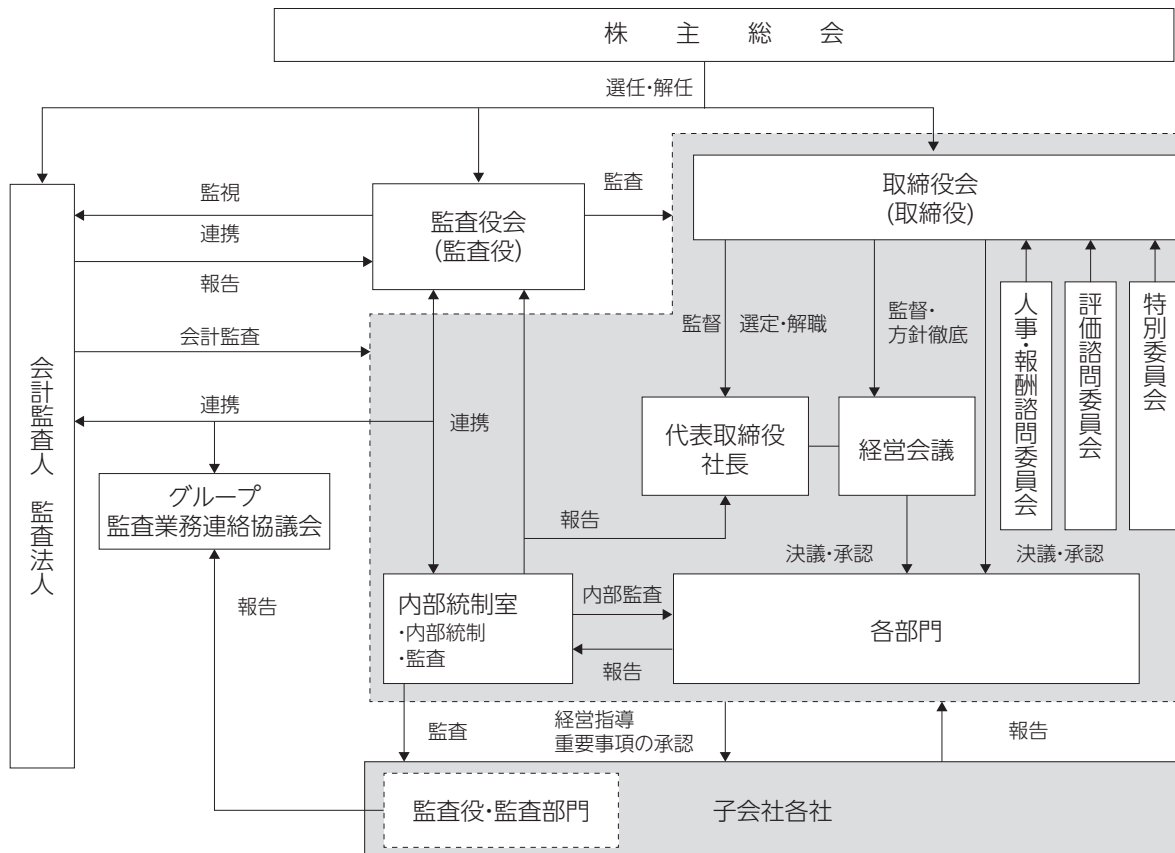 株主総会
選任・解任
監視
連携
報告
監査役会
(監査役)
監査
取締役会
(取締役)
会計監査
連携
連携
監督
選定・解職
監督・
方針徹底
人事・報酬諮問委員会
評価諮問委員会
特別委員会
会計監査人 監査法人
代表取締役
社長
経営会議
グループ
監査業務連絡協議会
報告
決議・承認
決議・承認
報告
内部統制室
・内部統制
・監査
内部監査
報告
各部門
監査
経営指導
重要事項の承認
報告
監査役・監査部門
子会社各社